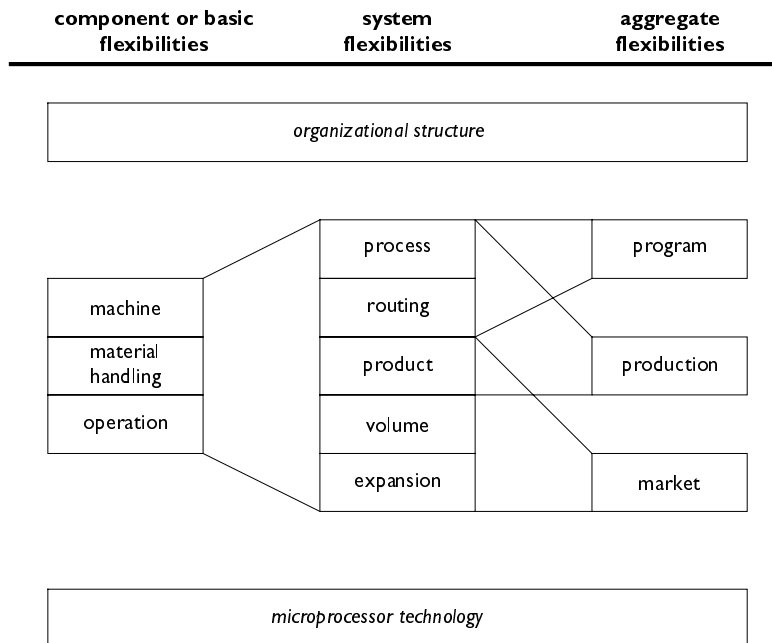 component or basic
flexibilities
system
flexibilities
aggregate
flexibilities
organizational structure
process
program
machine
routing
material
handling
product
production
operation
volume
expansion
market
microprocessor technology